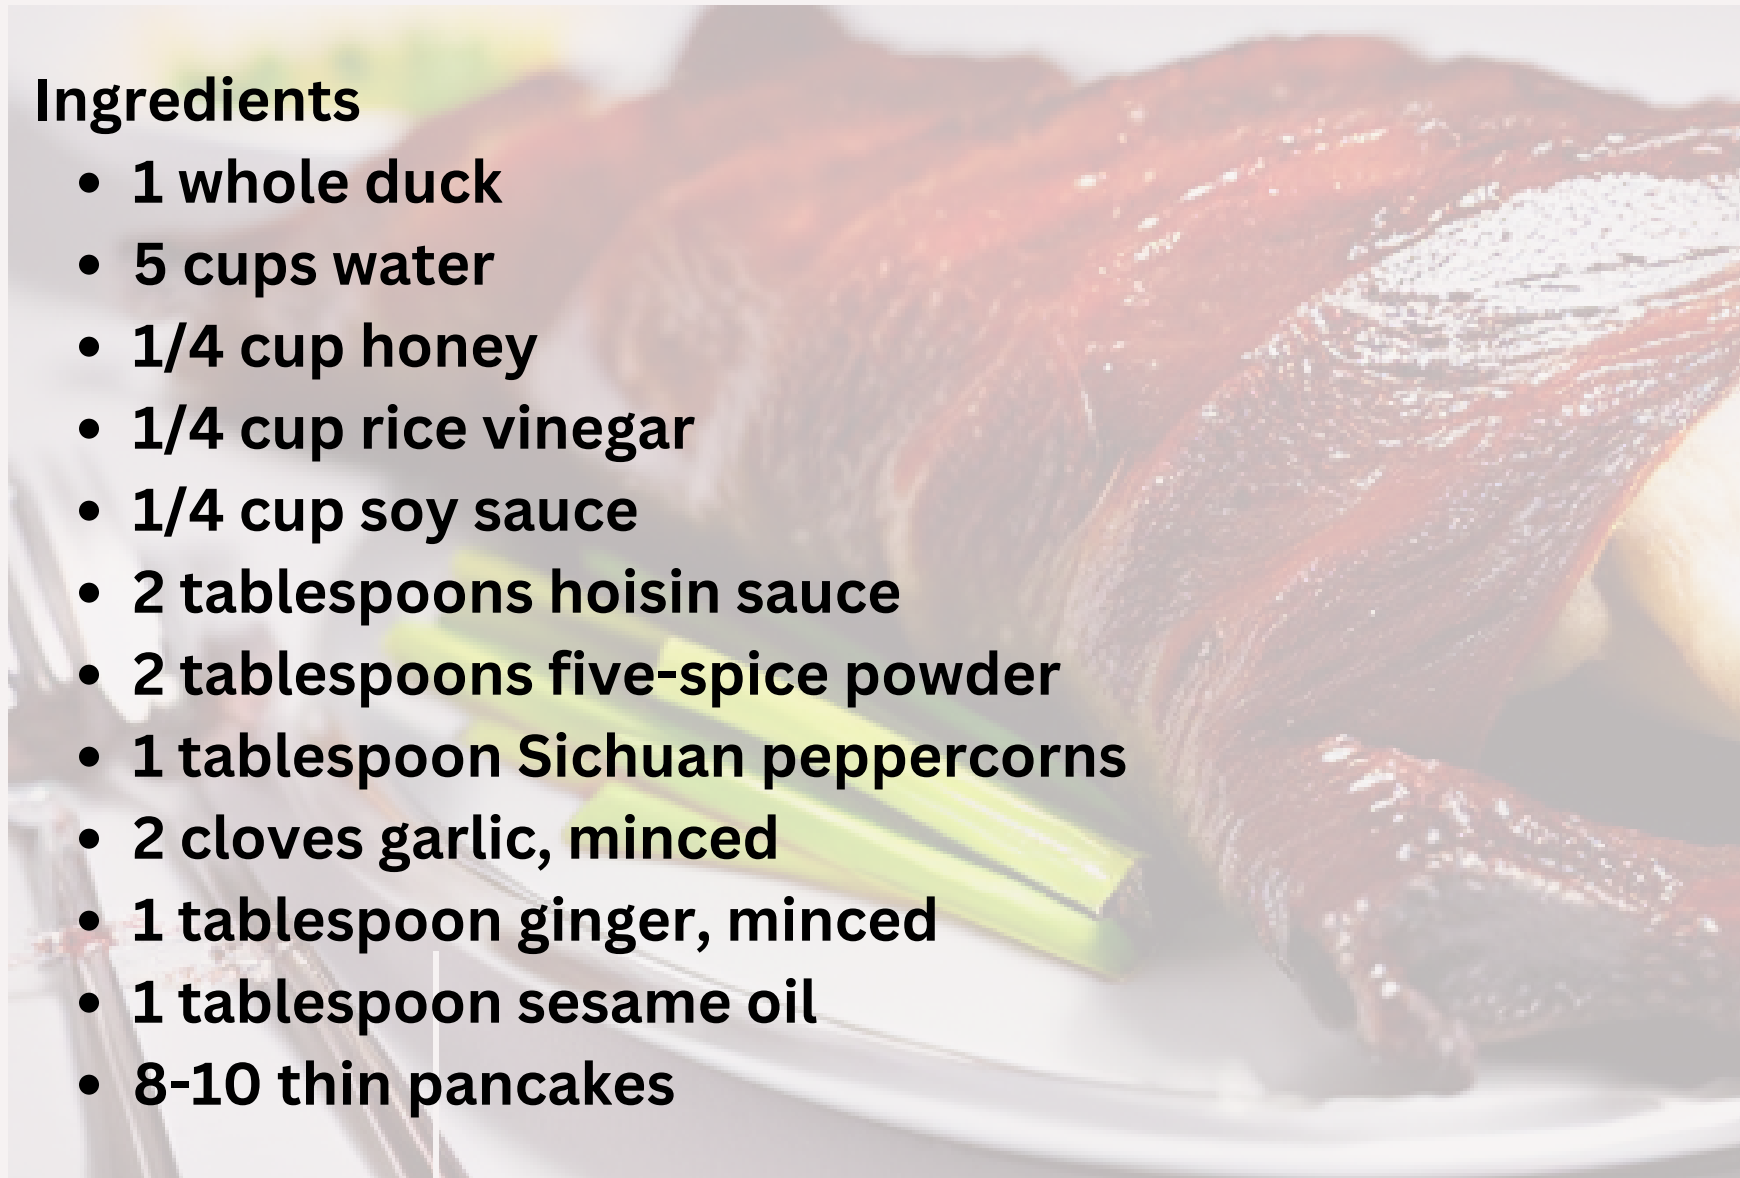 Ingredients
• 1 whole duck
• 5 cups water
• 1/4 cup honey
• 1/4 cup rice vinegar
• 1/4 cup soy sauce
• 2 tablespoons hoisin sauce
• 2 tablespoons five-spice powder
• 1 tablespoon Sichuan peppercorns
• 2 cloves garlic, minced
• 1 tablespoon ginger, minced
• 1 tablespoon sesame oil
• 8-10 thin pancakes